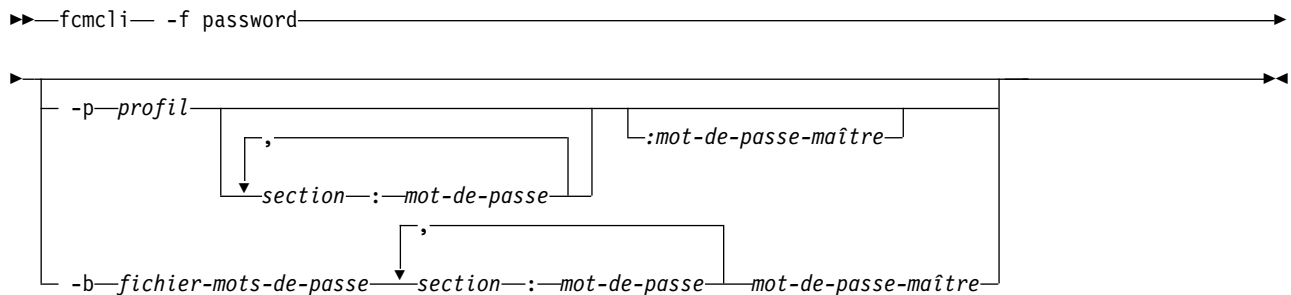 fcmcli -f password
-p profil
:mot-de-passe-maître
,
section : mot-de-passe
,
-b fichier-mots-de-passe section : mot-de-passe mot-de-passe-maître